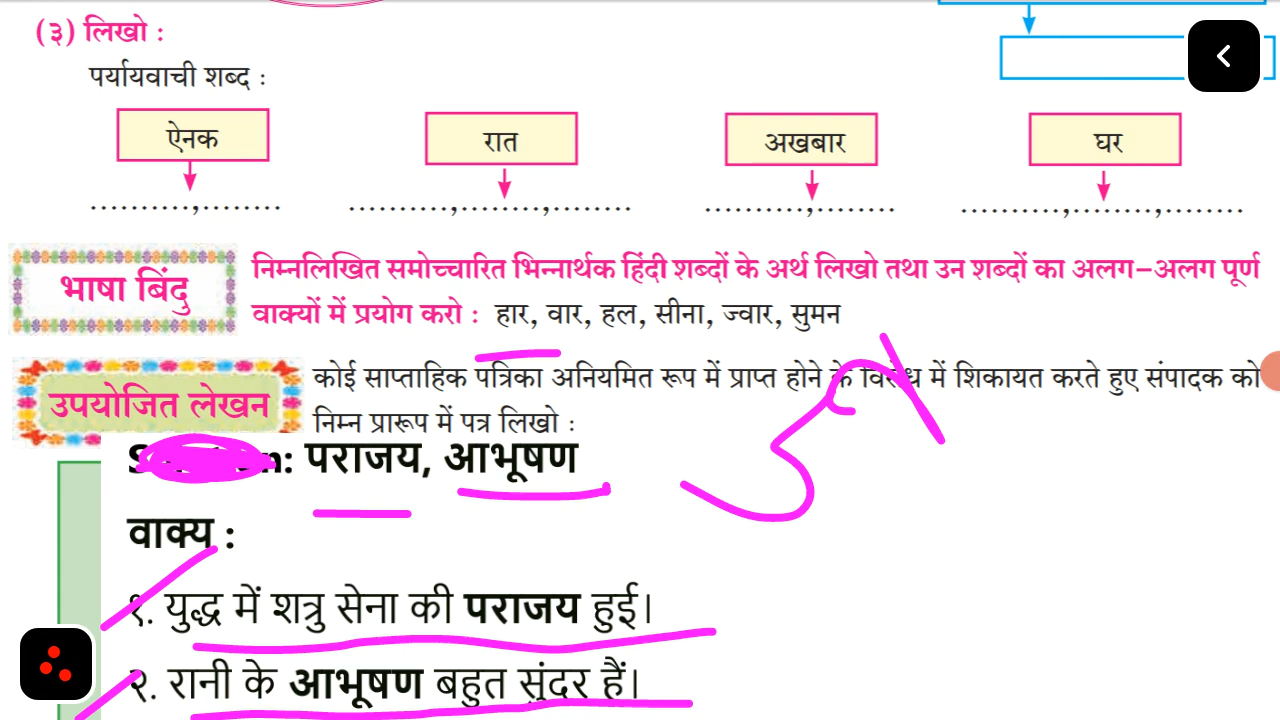 (३) लिखो :
पर्यायवाची शब्द :
ऐनक रात अखबार घर
..........,........ ..........,........,........ ..........,........ ..........,........,........
भाषा बिंदु
निम्नलिखित समोच्चारित भिन्नार्थक हिंदी शब्दों के अर्थ लिखो तथा उन शब्दों का अलग-अलग पूर्ण
वाक्यों में प्रयोग करो : हार, वार, हल, सीना, ज्वार, सुमन
उपयोजित लेखन
कोई साप्ताहिक पत्रिका अनियमित रूप में प्राप्त होने के विरोध में शिकायत करते हुए संपादक को
निम्न प्रारूप में पत्र लिखो :
पराजय, आभूषण
वाक्य :
१. युद्ध में शत्रु सेना की पराजय हुई।
२. रानी के आभूषण बहुत सुंदर हैं।